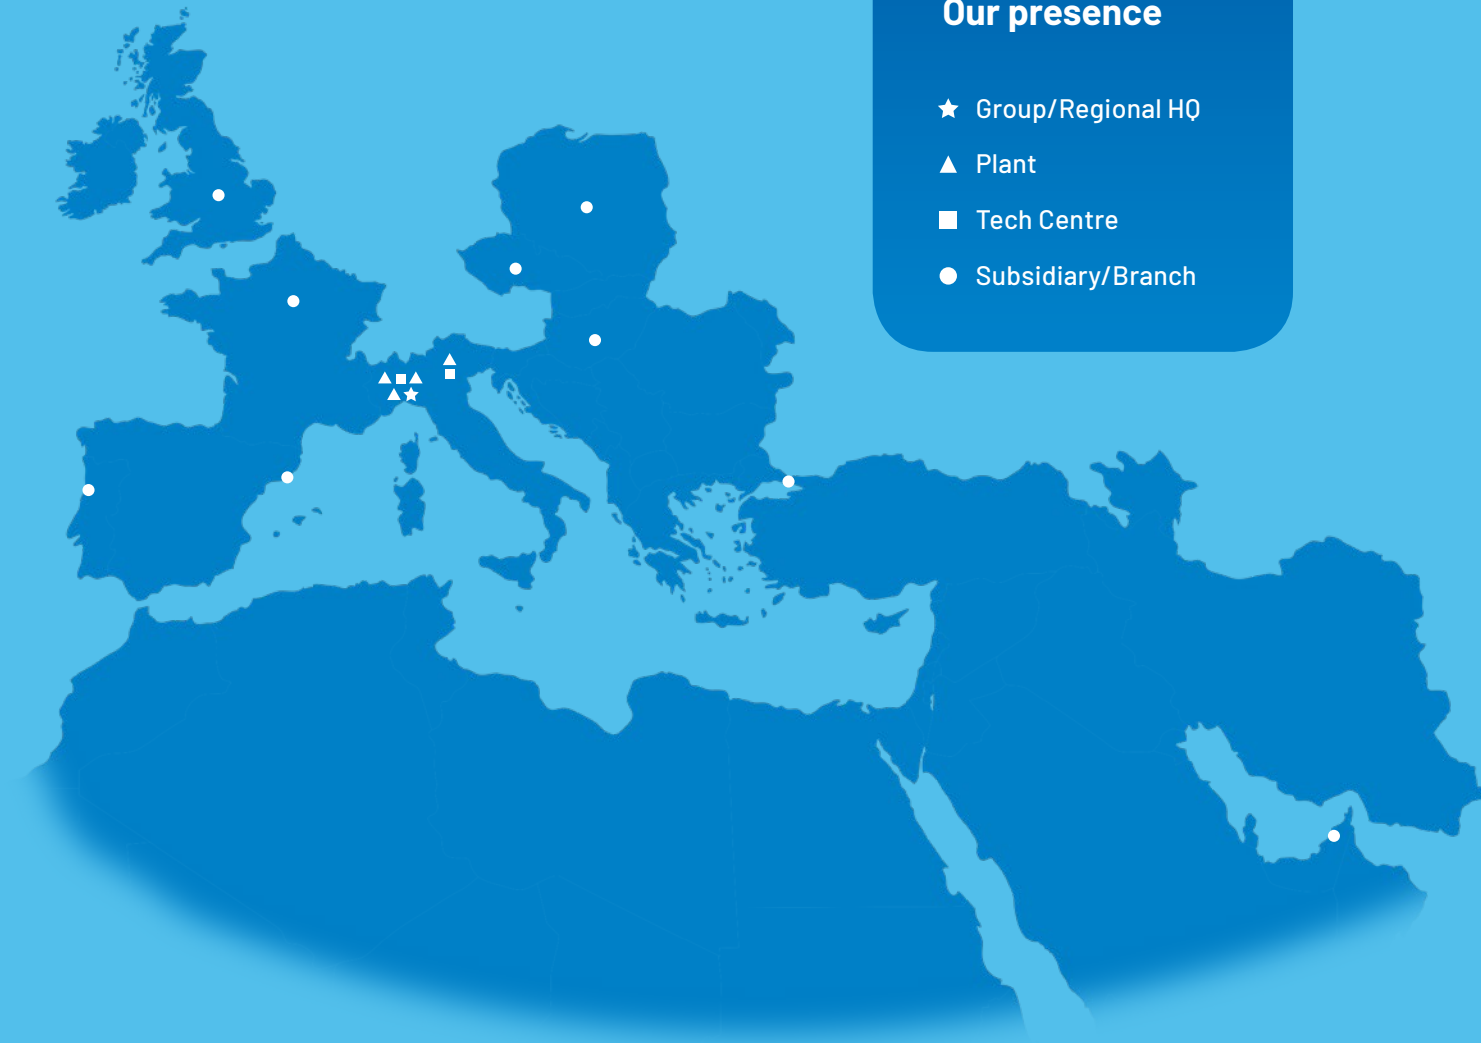 Our presence
Group/Regional HQ
Plant
Tech Centre
Subsidiary/Branch